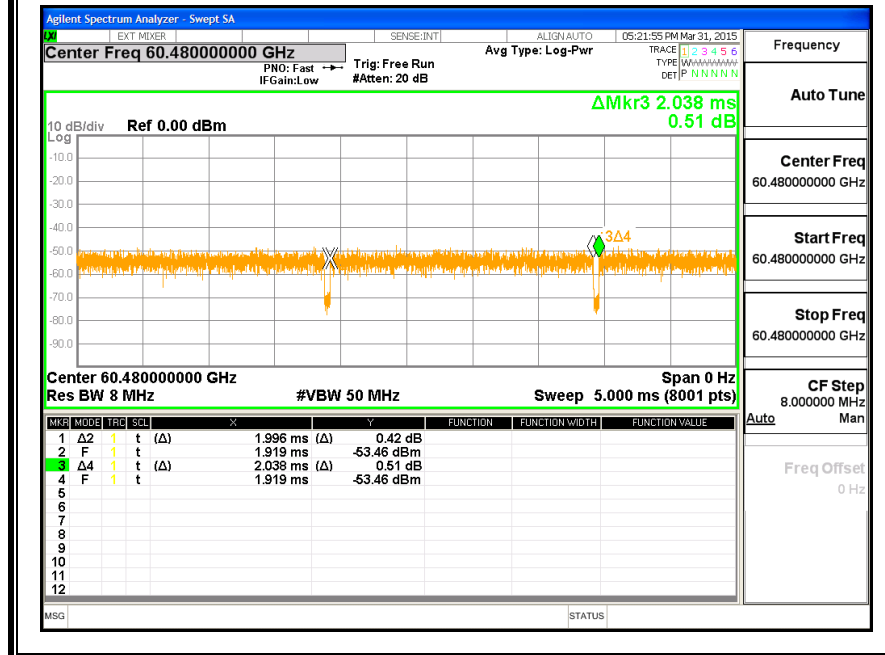 Agilent Spectrum Analyzer - Swept SA
LXI EXT MIXER SENSE:INT ALIGN AUTO 05:21:55 PM Mar 31, 2015
Center Freq 60.480000000 GHz
PNO: Fast
IFGain:Low
Trig: Free Run
#Atten: 20 dB
Avg Type: Log-Pwr
TRACE 1 2 3 4 5 6
TYPE WWWWWW
DET P N N N N N
ΔMkr3 2.038 ms
0.51 dB
10 dB/div Ref 0.00 dBm
Log
-10.0
-20.0
-30.0
-40.0
3Δ4
-50.0
-60.0
-70.0
-80.0
-90.0
Center 60.480000000 GHz Span 0 Hz
Res BW 8 MHz #VBW 50 MHz Sweep 5.000 ms (8001 pts)
MKR MODE TRC SCL X Y FUNCTION FUNCTION WIDTH FUNCTION VALUE
1 Δ2 1 t (Δ) 1.996 ms (Δ) 0.42 dB
2 F 1 t 1.919 ms -53.46 dBm
3 Δ4 1 t (Δ) 2.038 ms (Δ) 0.51 dB
4 F 1 t 1.919 ms -53.46 dBm
5
6
7
8
9
10
11
12
MSG STATUS
Frequency
Auto Tune
Center Freq
60.480000000 GHz
Start Freq
60.480000000 GHz
Stop Freq
60.480000000 GHz
CF Step
8.000000 MHz
Auto Man
Freq Offset
0 Hz